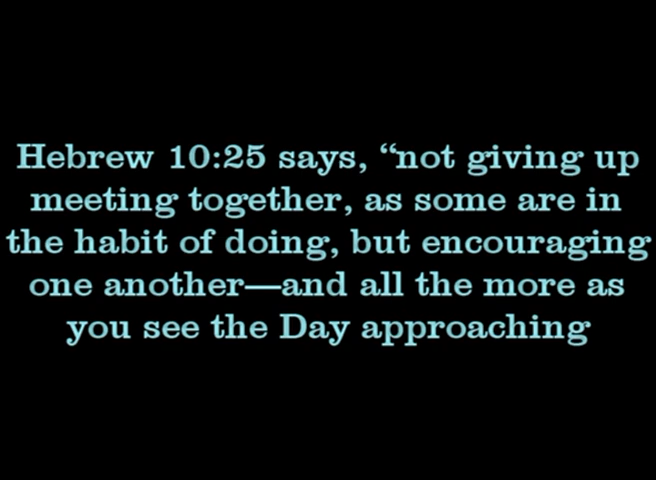 Hebrew 10:25 says, “not giving up
meeting together, as some are in
the habit of doing, but encouraging
one another—and all the more as
you see the Day approaching